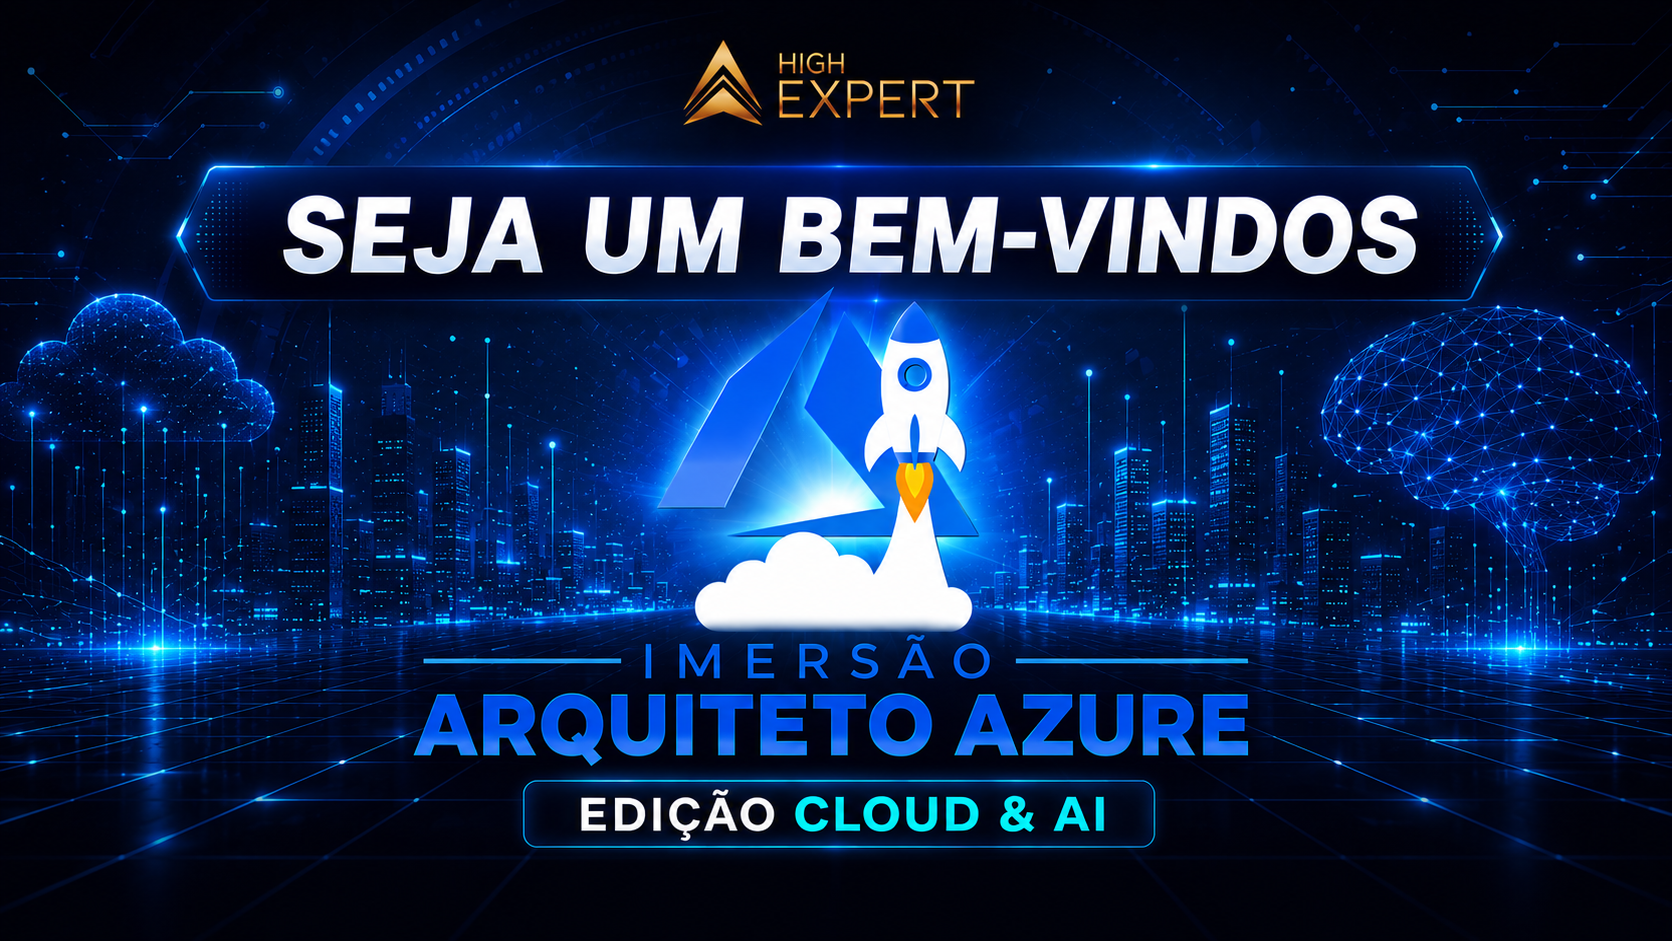 HIGH
EXPERT
SEJA UM BEM-VINDOS
IMERSÃO
ARQUITETO AZURE
EDIÇÃO CLOUD & AI